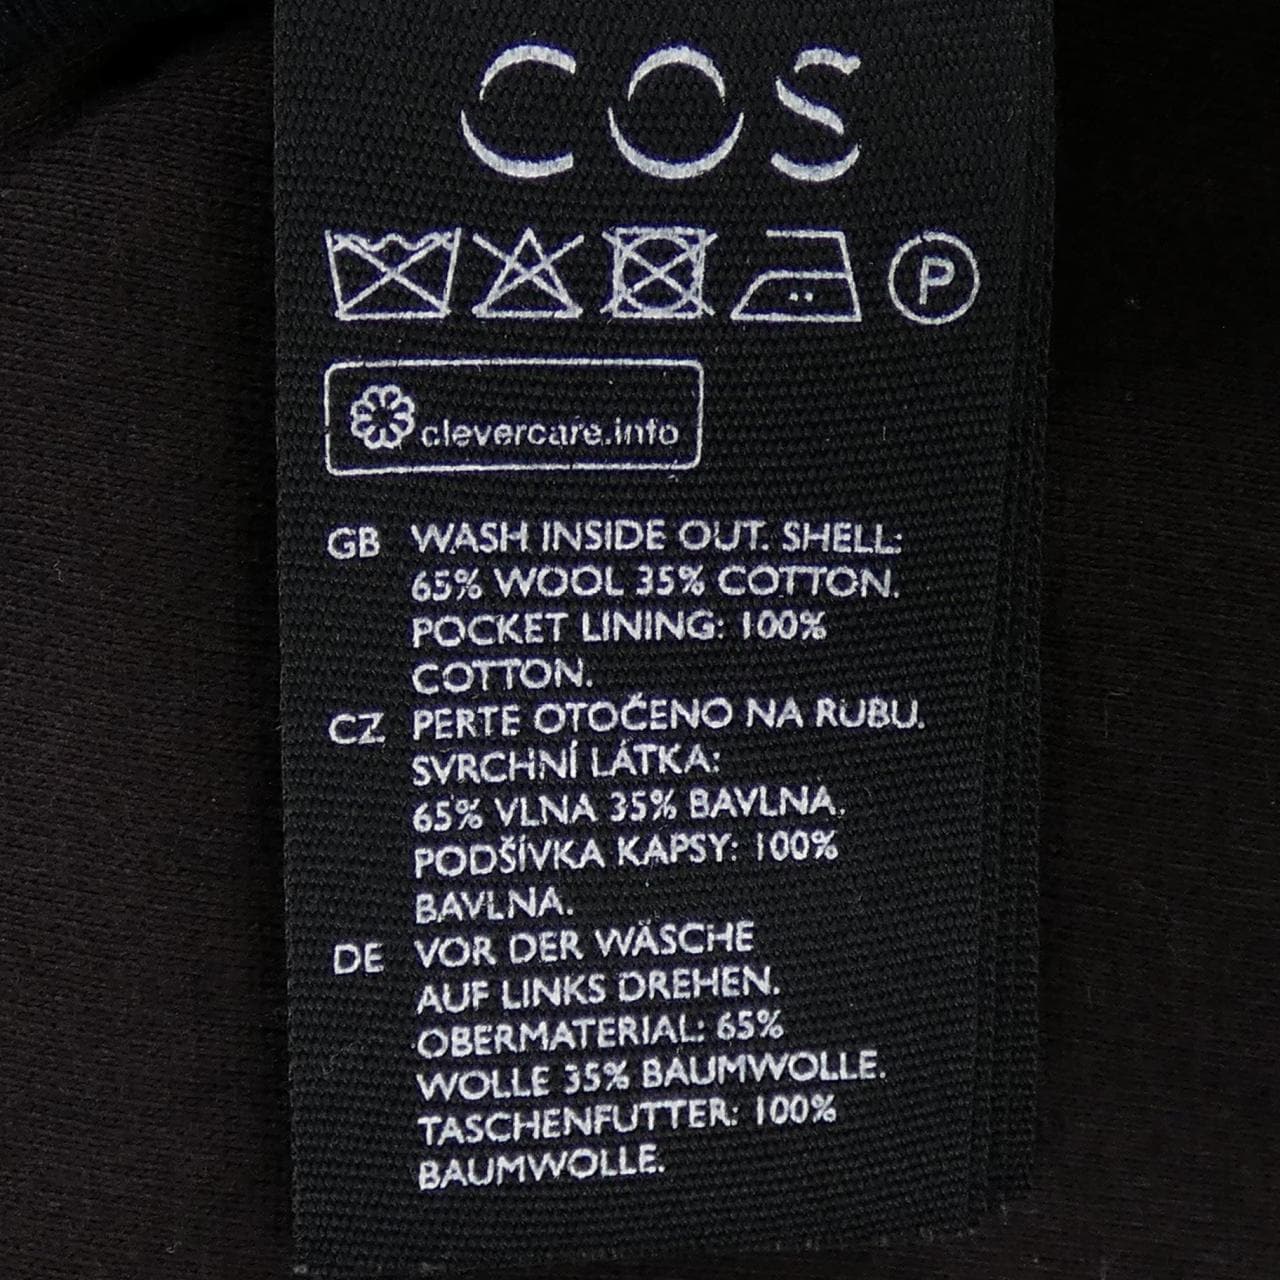 COS
P
clevercare.info
GB WASH INSIDE OUT. SHELL:
65% WOOL 35% COTTON.
POCKET LINING: 100%
COTTON.
CZ PERTE OTOČENO NA RUBU.
SVRCHNÍ LÁTKA:
65% VLNA 35% BAVLNA.
PODŠÍVKA KAPSY: 100%
BAVLNA.
DE VOR DER WÄSCHE
AUF LINKS DREHEN.
OBERMATERIAL: 65%
WOLLE 35% BAUMWOLLE.
TASCHENFUTTER: 100%
BAUMWOLLE.